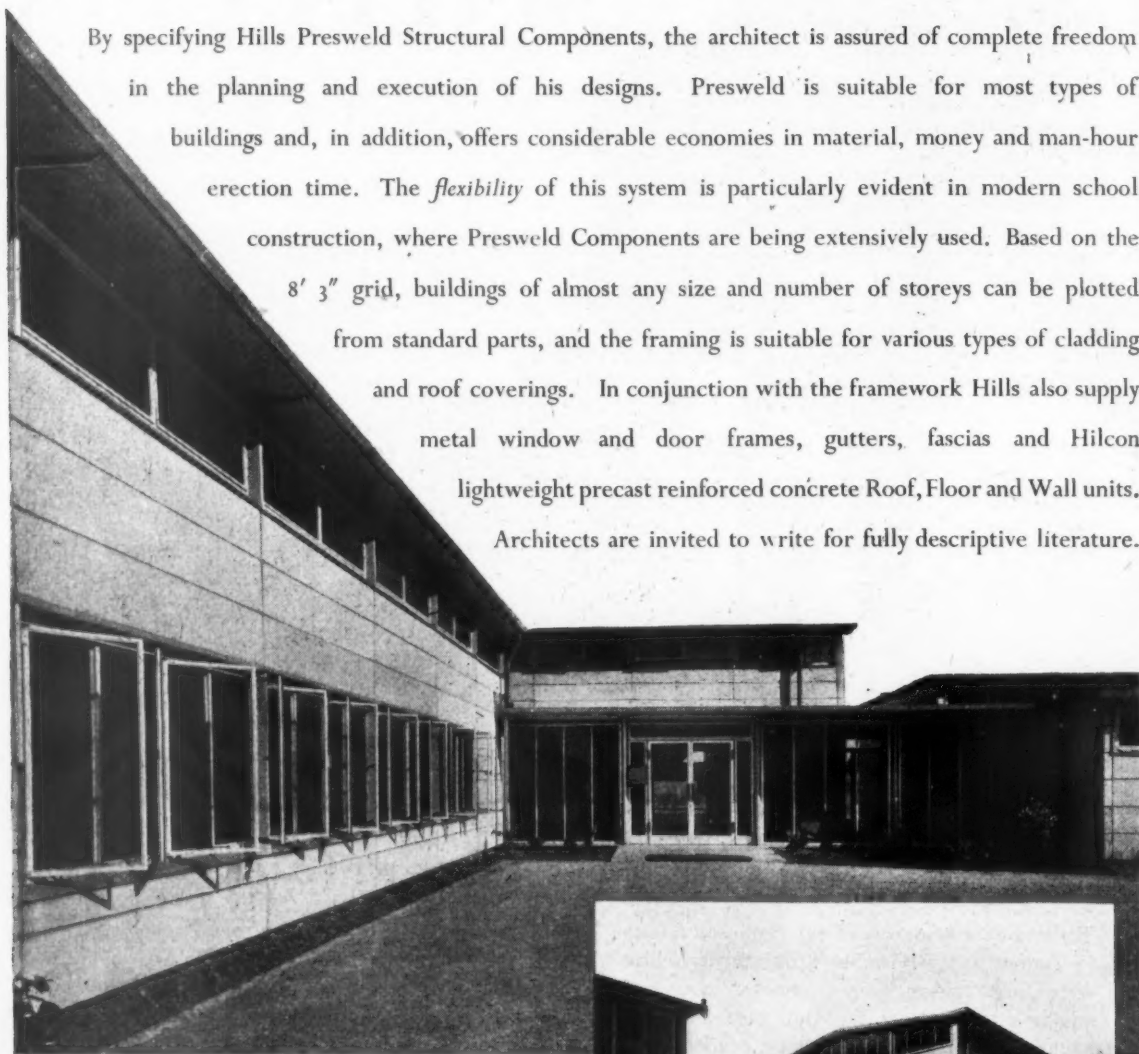 By specifying Hills Presweld Structural Components, the architect is assured of complete freedom
in the planning and execution of his designs. Presweld is suitable for most types of
buildings and, in addition, offers considerable economies in material, money and man-hour
erection time. The flexibility of this system is particularly evident in modern school
construction, where Presweld Components are being extensively used. Based on the
8' 3" grid, buildings of almost any size and number of storeys can be plotted
from standard parts, and the framing is suitable for various types of cladding
and roof coverings. In conjunction with the framework Hills also supply
metal window and door frames, gutters, fascias and Hilcon
lightweight precast reinforced concrete Roof, Floor and Wall units.
Architects are invited to write for fully descriptive literature.